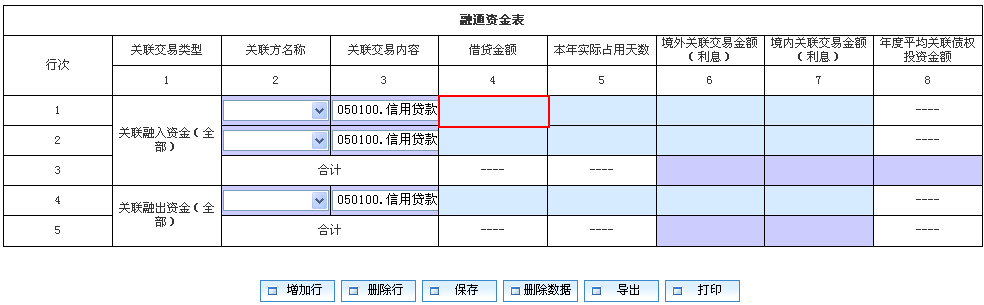 融通资金表
行次 关联交易类型 关联方名称 关联交易内容 借贷金额 本年实际占用天数 境外关联交易金额(利息) 境内关联交易金额(利息) 年度平均关联债权投资金额
1 2 3 4 5 6 7 8
1 关联融入资金(全部) 050100.信用贷款 ----
2 050100.信用贷款 ----
3 合计 ---- ----
4 关联融出资金(全部) 050100.信用贷款 ----
5 合计 ---- ---- ----
增加行 删除行 保存 删除数据 导出 打印